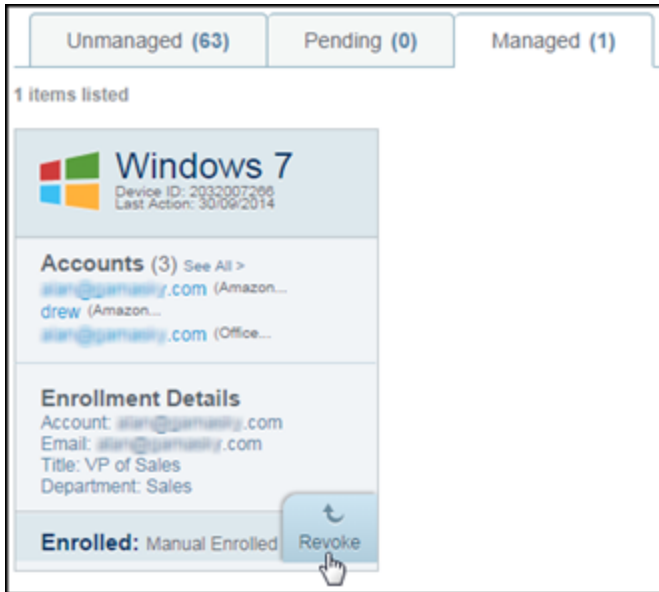 Unmanaged (63) Pending (0) Managed (1)
1 items listed
Windows 7
Device ID: 2032007266
Last Action: 30/09/2014
Accounts (3) See All >
.com (Amazon...
drew (Amazon...
.com (Office...
Enrollment Details
Account: .com
Email: .com
Title: VP of Sales
Department: Sales
Enrolled: Manual Enrolled
Revoke